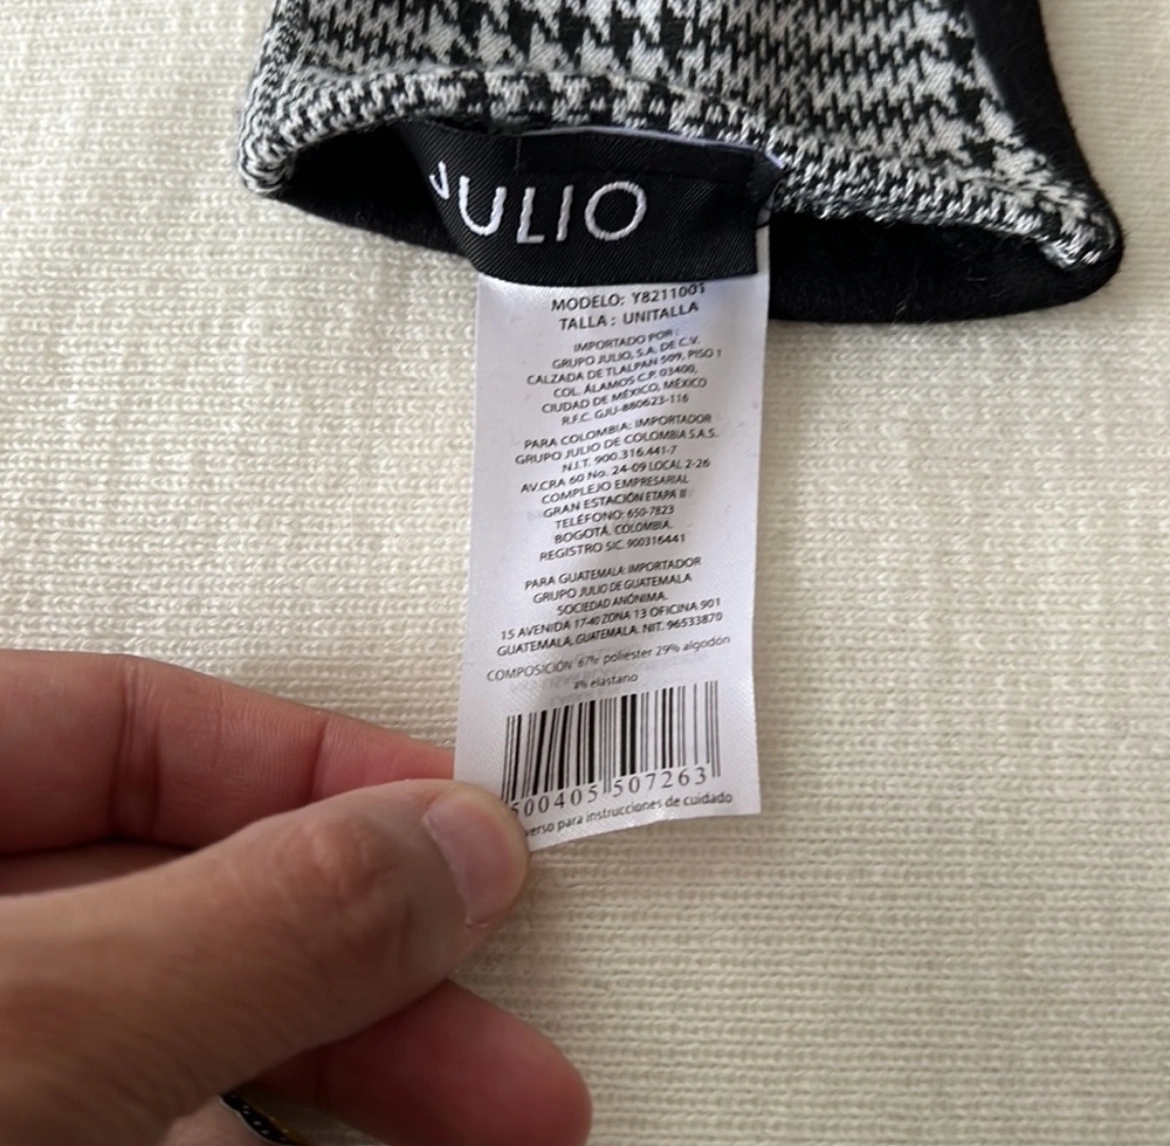 JULIO
MODELO: Y8211001
TALLA : UNITALLA
IMPORTADO POR :
GRUPO JULIO, S.A. DE C.V.
CALZADA DE TLALPAN 509, PISO 1
COL. ÁLAMOS C.P. 03400,
CIUDAD DE MÉXICO, MÉXICO
R.F.C. GJU-880623-116
PARA COLOMBIA: IMPORTADOR
GRUPO JULIO DE COLOMBIA S.A.S.
N.I.T. 900.316.441-7
AV.CRA 60 No. 24-09 LOCAL 2-26
COMPLEJO EMPRESARIAL
GRAN ESTACIÓN ETAPA II
TELÉFONO: 650-7823
BOGOTÁ, COLOMBIA.
REGISTRO SIC. 900316441
PARA GUATEMALA: IMPORTADOR
GRUPO JULIO DE GUATEMALA
SOCIEDAD ANÓNIMA.
15 AVENIDA 17-40 ZONA 13 OFICINA 901
GUATEMALA, GUATEMALA. NIT. 96533870
COMPOSICIÓN 67% poliéster 29% algodón
4% elastano
500405 507263
verso para instrucciones de cuidado